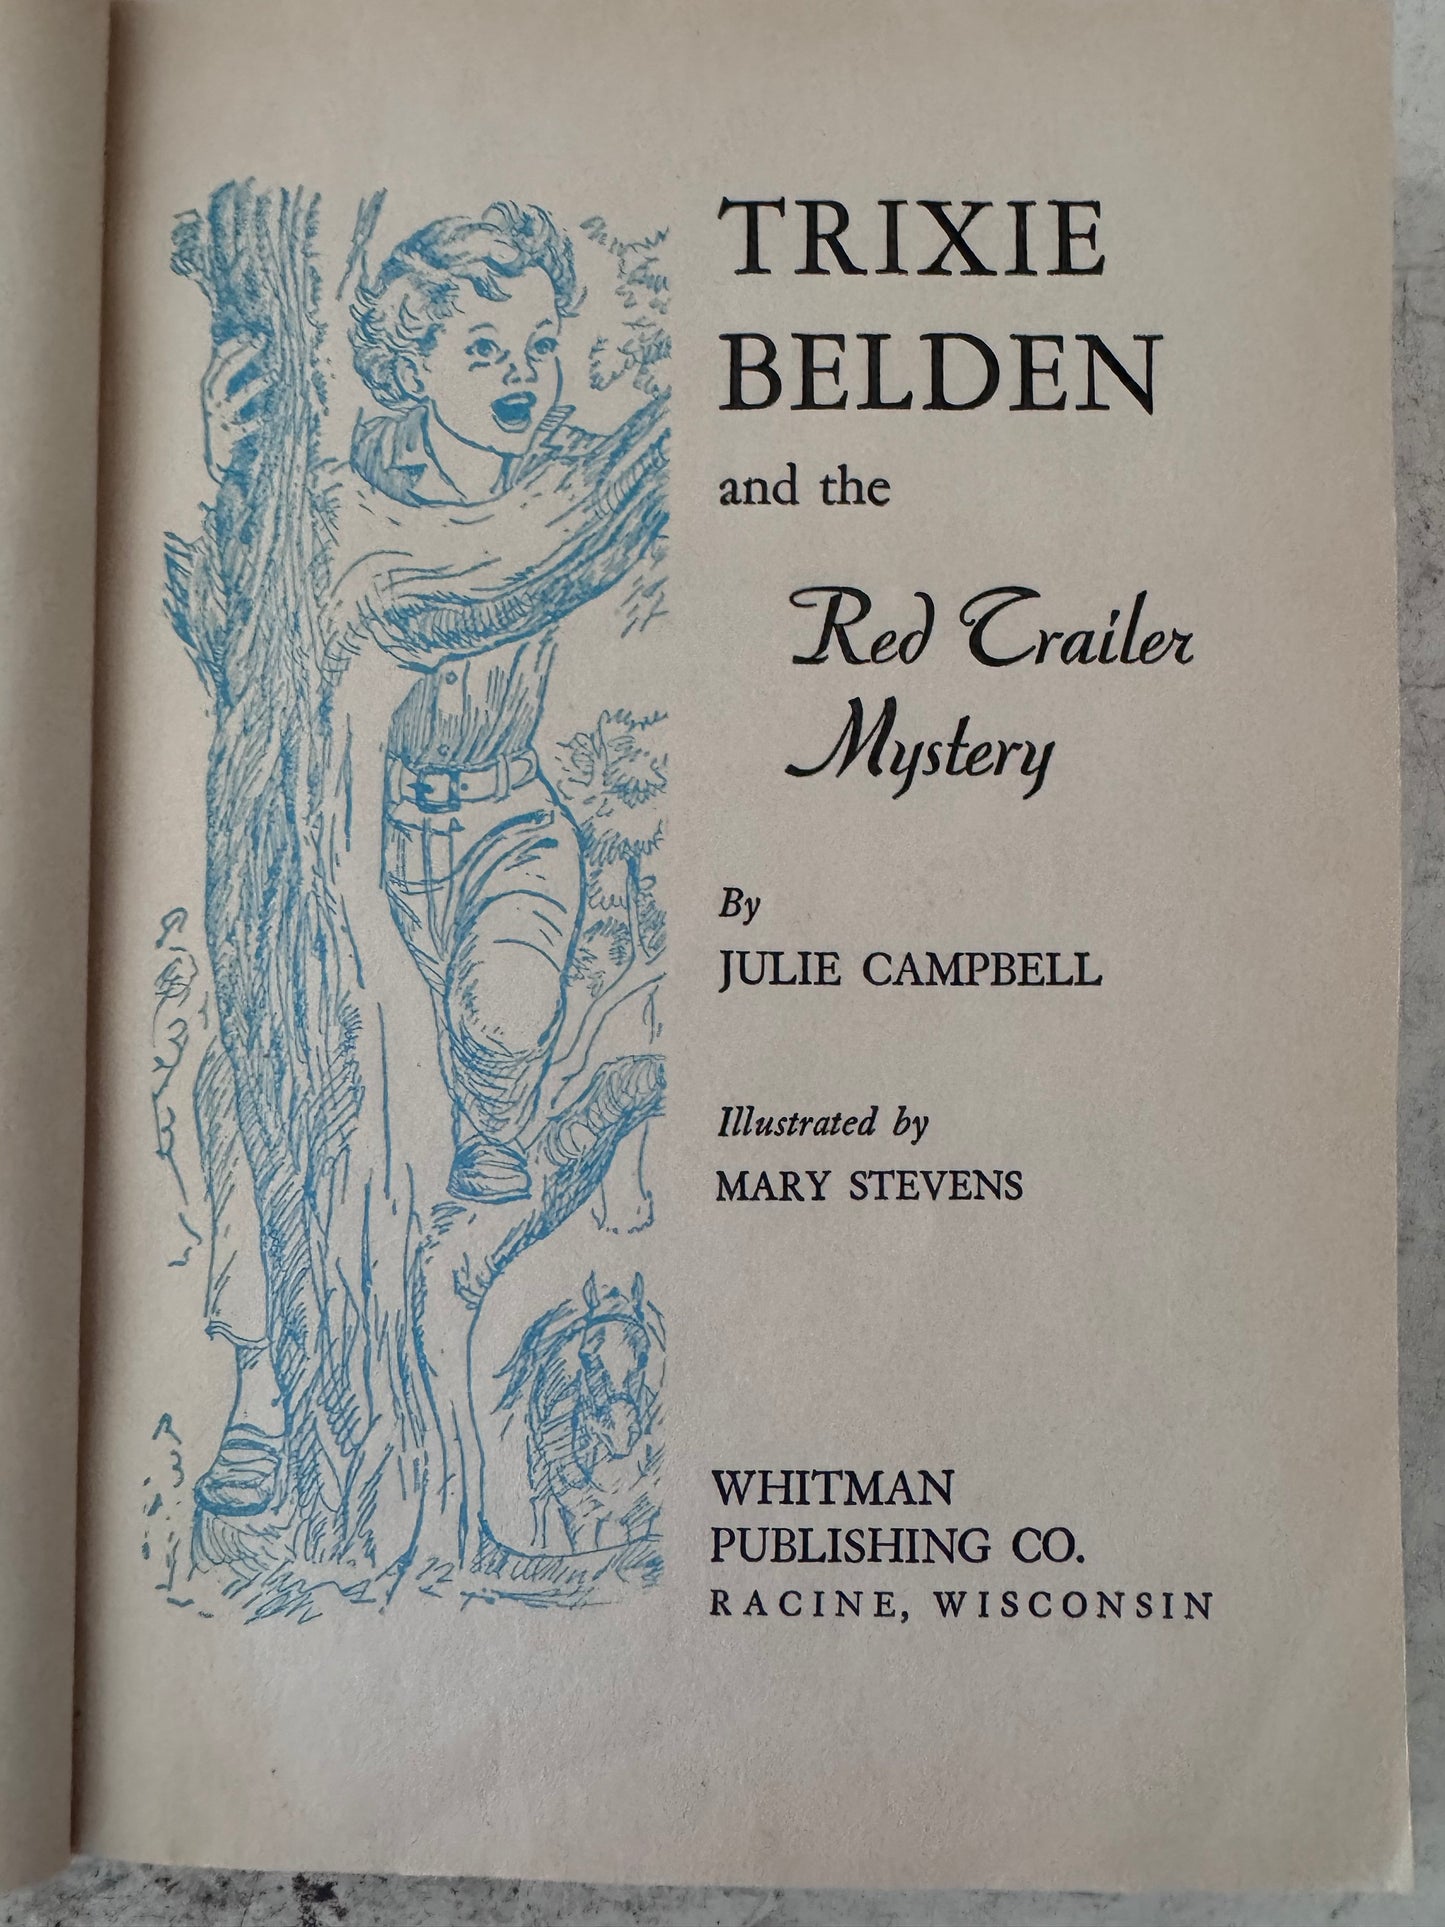 TRIXIE
BELDEN
and the
Red Trailer
Mystery
By
JULIE CAMPBELL
Illustrated by
MARY STEVENS
WHITMAN
PUBLISHING CO.
RACINE, WISCONSIN